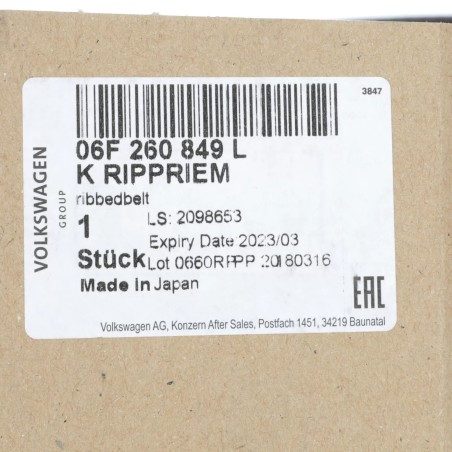 3847
VOLKSWAGEN
GROUP
06F 260 849 L
K RIPPRIEM
ribbedbelt
1
LS: 2098653
Expiry Date 2023/03
Stück
Lot 0660RPPP 20180316
Made in Japan
EAC
Volkswagen AG, Konzern After Sales, Postfach 1451, 34219 Baunatal